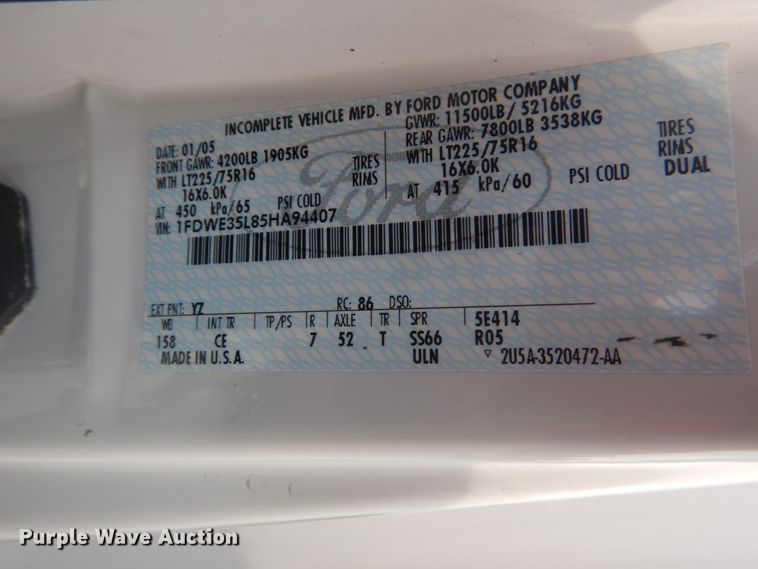 INCOMPLETE VEHICLE MFD. BY FORD MOTOR COMPANY
DATE: 01/05 GVWR: 11500LB/ 5216KG
FRONT GAWR: 4200LB 1905KG REAR GAWR: 7800LB 3538KG
WITH LT225/75R16 TIRES WITH LT225/75R16 TIRES
16X6.0K RIMS 16X6.0K RIMS
AT 450 kPa/65 PSI COLD AT 415 kPa/60 PSI COLD DUAL
VIN: 1FDWE35L85HA94407
Ford
EXT PNT: YZ RC: 86 DSO:
WB INT TR TP/PS R AXLE TR SPR 5E414
158 CE 7 52 T SS66 R05
MADE IN U.S.A. ULN ▽ 2U5A-3520472-AA
Purple Wave Auction